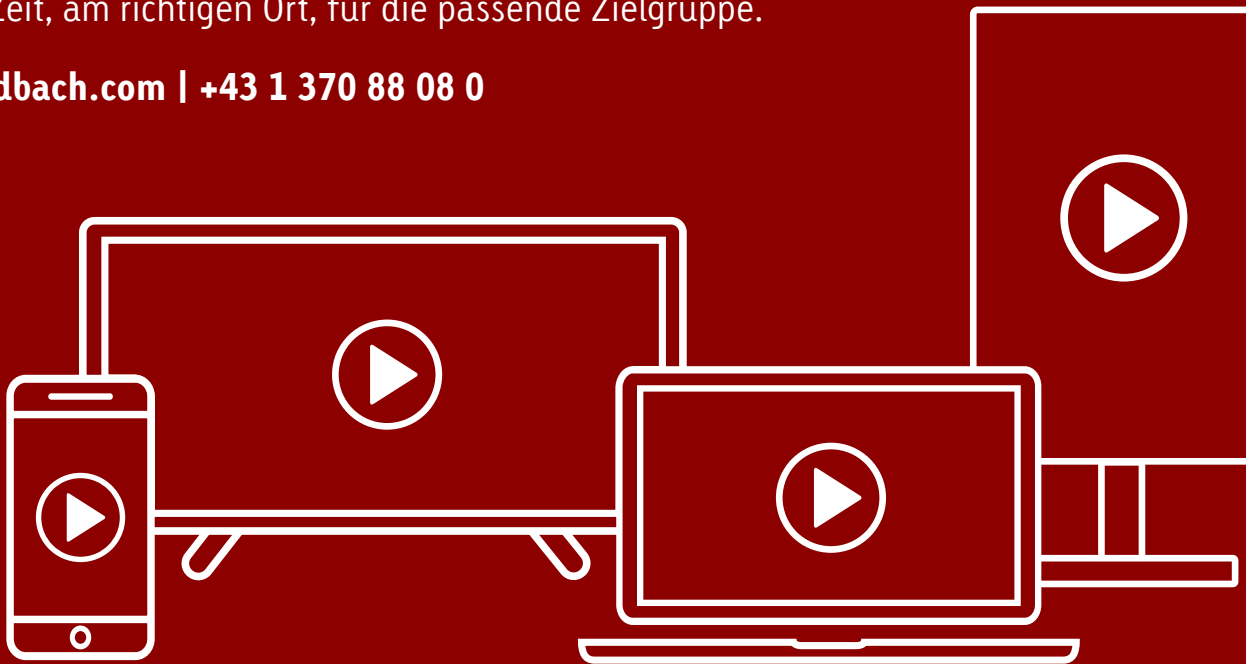 Zeit, am richtigen Ort, für die passende Zielgruppe.
dbach.com | +43 1 370 88 08 0